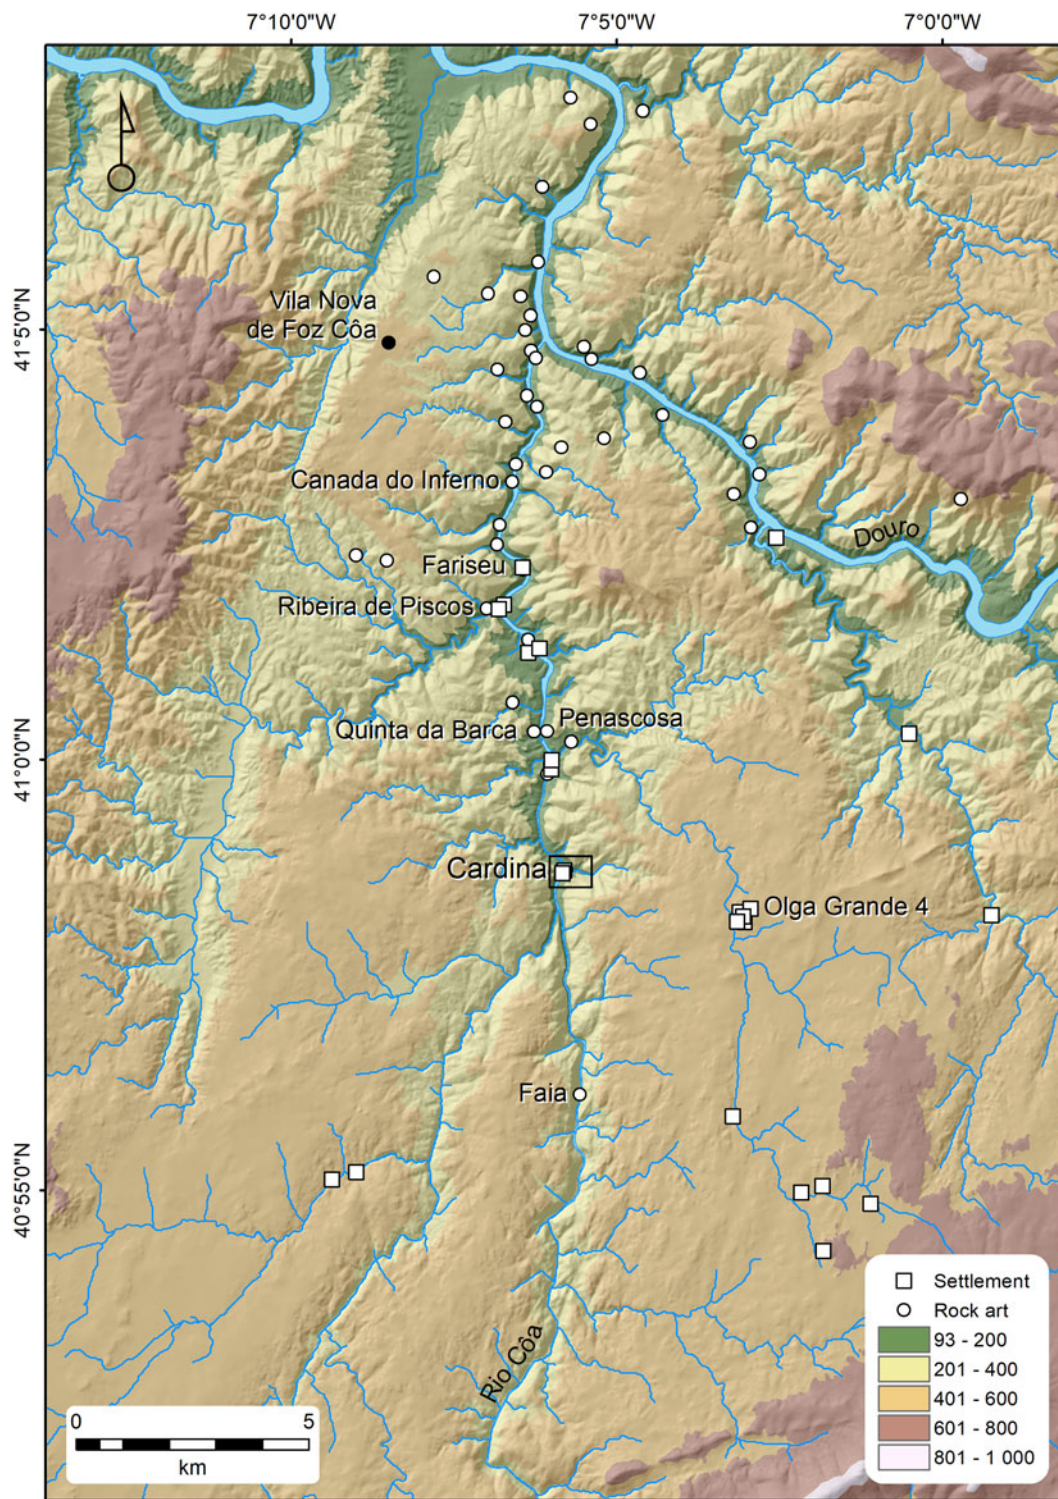 7°10'0"W
7°5'0"W
7°0'0"W
41°5'0"N
41°0'0"N
40°55'0"N
Vila Nova
de Foz Côa
Canada do Inferno
Douro
Fariseu
Ribeira de Piscos
Penascosa
Quinta da Barca
Cardina
Olga Grande 4
Faia
Rio Côa
0 5
km
Settlement
Rock art
93 - 200
201 - 400
401 - 600
601 - 800
801 - 1 000